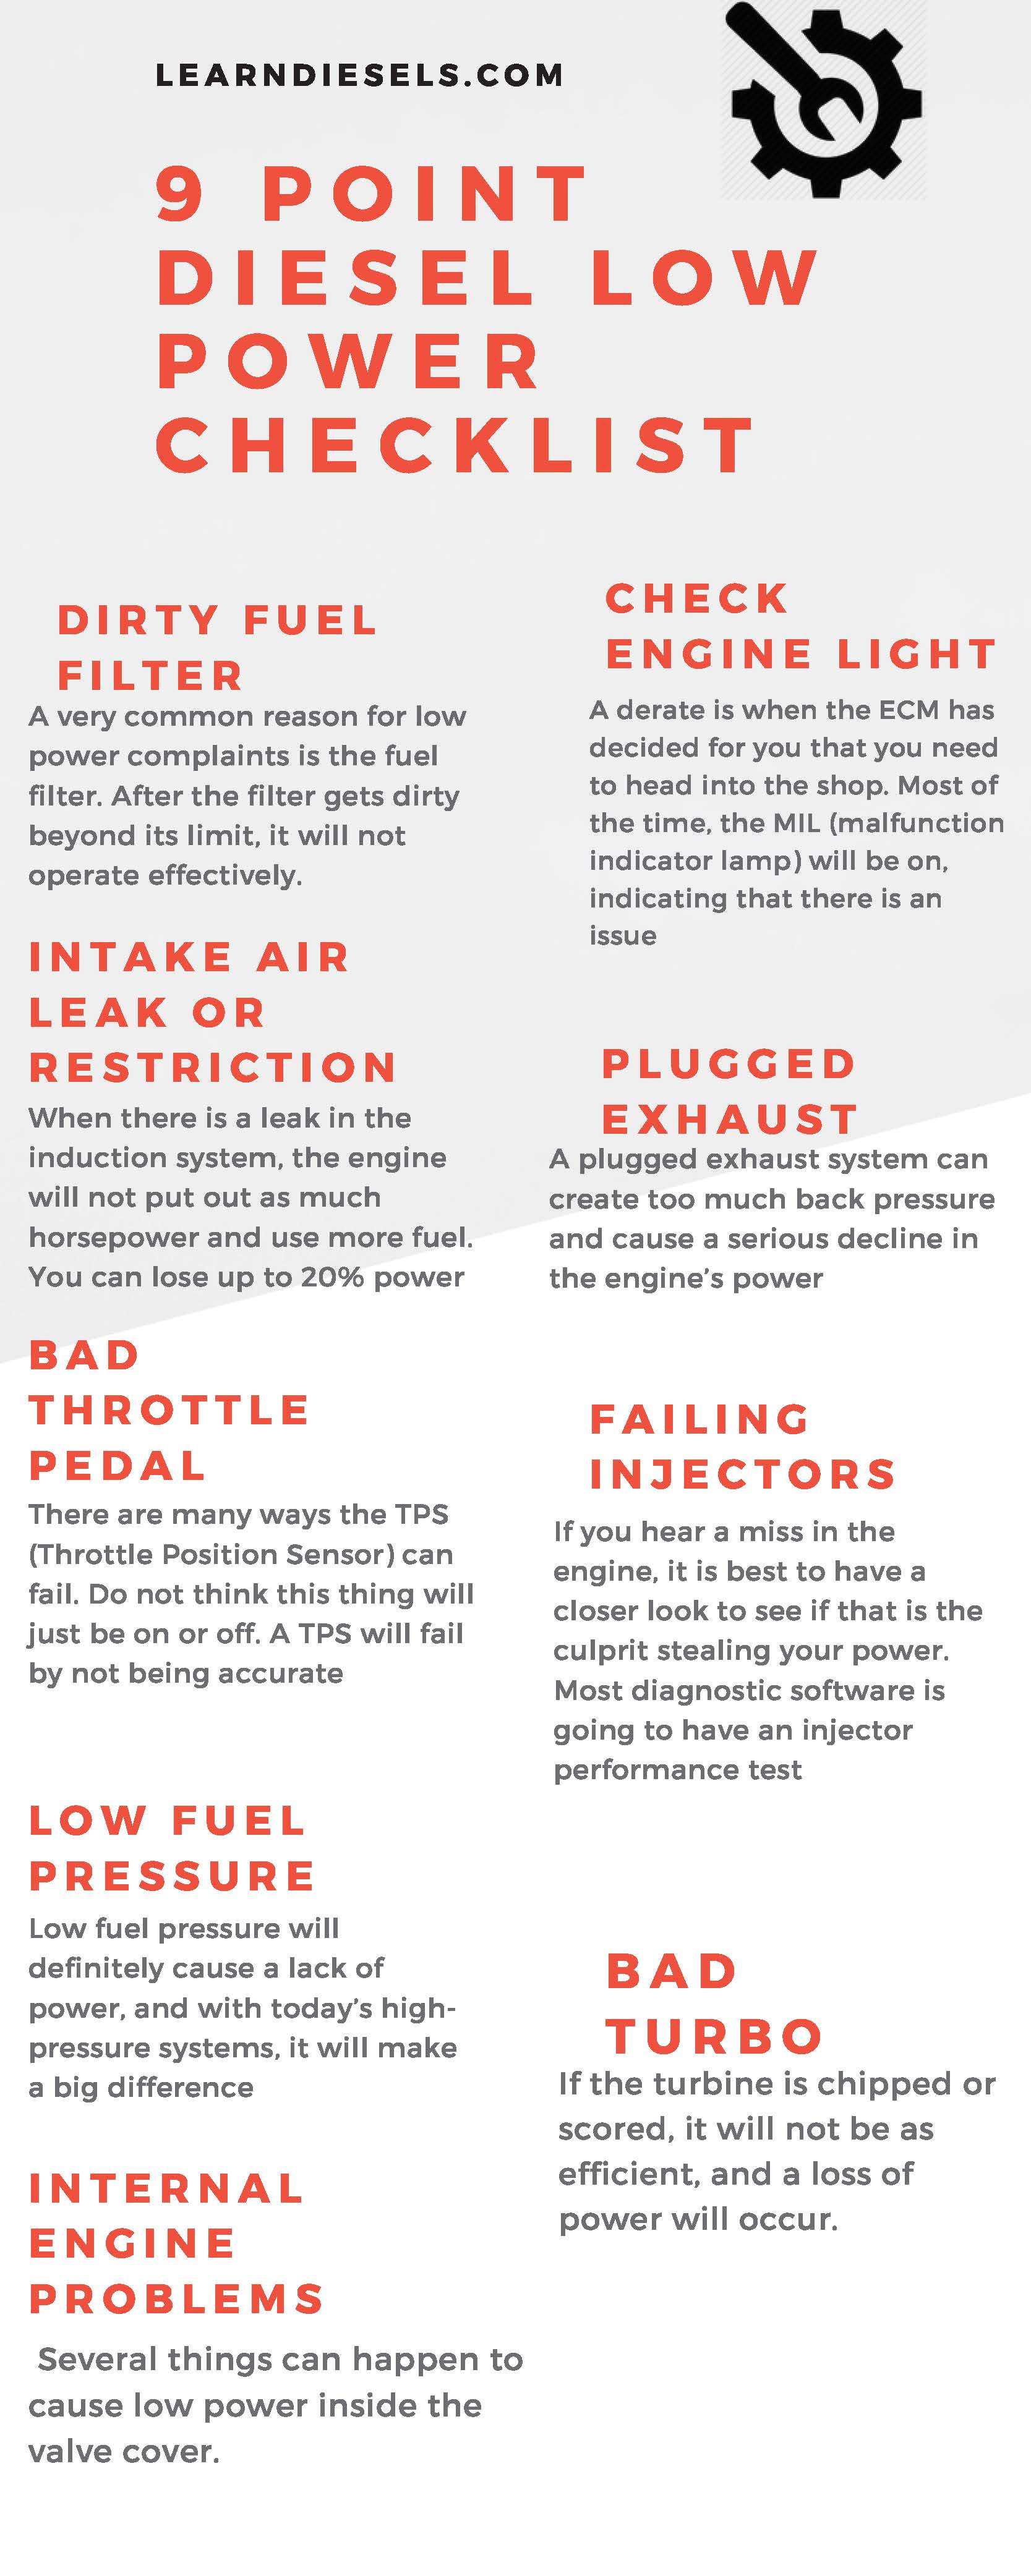 LEARNDIESELS.COM
9 POINT
DIESEL LOW
POWER
CHECKLIST
DIRTY FUEL
FILTER
A very common reason for low
power complaints is the fuel
filter. After the filter gets dirty
beyond its limit, it will not
operate effectively.
INTAKE AIR
LEAK OR
RESTRICTION
When there is a leak in the
induction system, the engine
will not put out as much
horsepower and use more fuel.
You can lose up to 20% power
BAD
THROTTLE
PEDAL
There are many ways the TPS
(Throttle Position Sensor) can
fail. Do not think this thing will
just be on or off. A TPS will fail
by not being accurate
LOW FUEL
PRESSURE
Low fuel pressure will
definitely cause a lack of
power, and with today's high-
pressure systems, it will make
a big difference
INTERNAL
ENGINE
PROBLEMS
Several things can happen to
cause low power inside the
valve cover.
CHECK
ENGINE LIGHT
A derate is when the ECM has
decided for you that you need
to head into the shop. Most of
the time, the MIL (malfunction
indicator lamp) will be on,
indicating that there is an
issue
PLUGGED
EXHAUST
A plugged exhaust system can
create too much back pressure
and cause a serious decline in
the engine's power
FAILING
INJECTORS
If you hear a miss in the
engine, it is best to have a
closer look to see if that is the
culprit stealing your power.
Most diagnostic software is
going to have an injector
performance test
BAD
TURBO
If the turbine is chipped or
scored, it will not be as
efficient, and a loss of
power will occur.